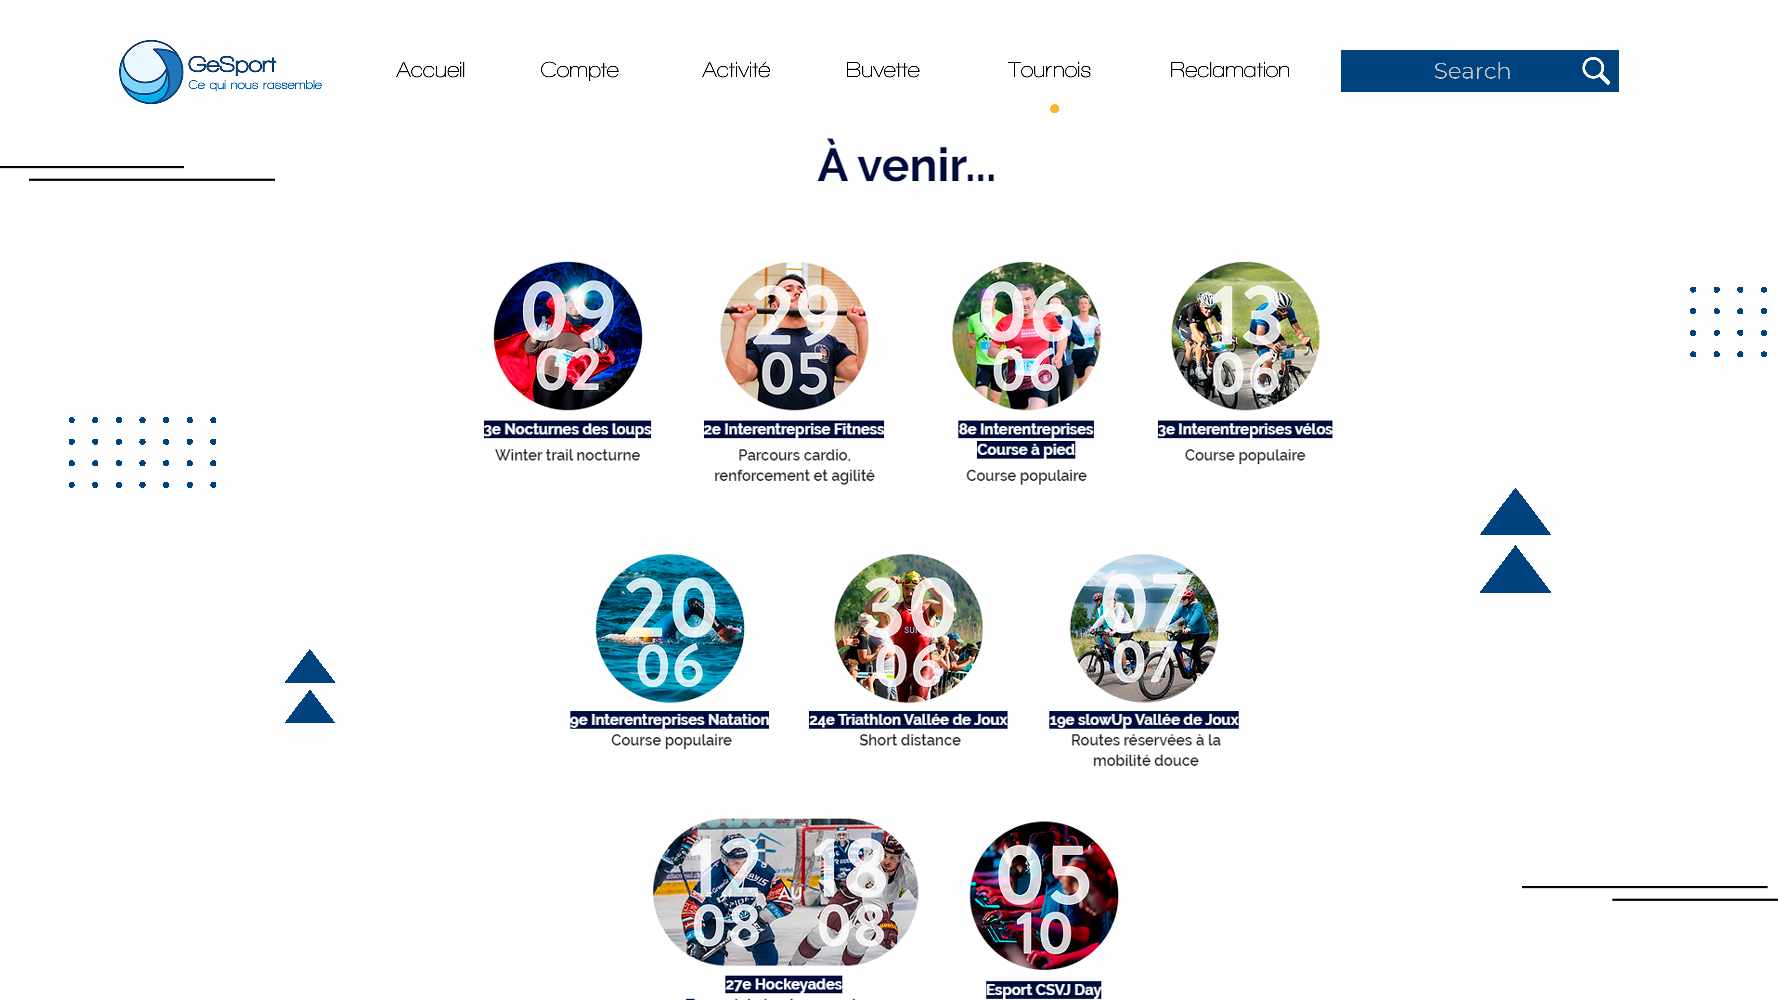 GeSport
Ce qui nous rassemble
Accueil
Compte
Activité
Buvette
Tournois
Reclamation
Search
À venir...
09
02
3e Nocturnes des loups
Winter trail nocturne
29
05
2e Interentreprise Fitness
Parcours cardio,
renforcement et agilité
06
06
8e Interentreprises
Course à pied
Course populaire
13
06
3e Interentreprises vélos
Course populaire
20
06
9e Interentreprises Natation
Course populaire
30
06
24e Triathlon Vallée de Joux
Short distance
07
07
19e slowUp Vallée de Joux
Routes réservées à la
mobilité douce
12 AU 18
08 08
27e Hockeyades
05
10
Esport CSVJ Day